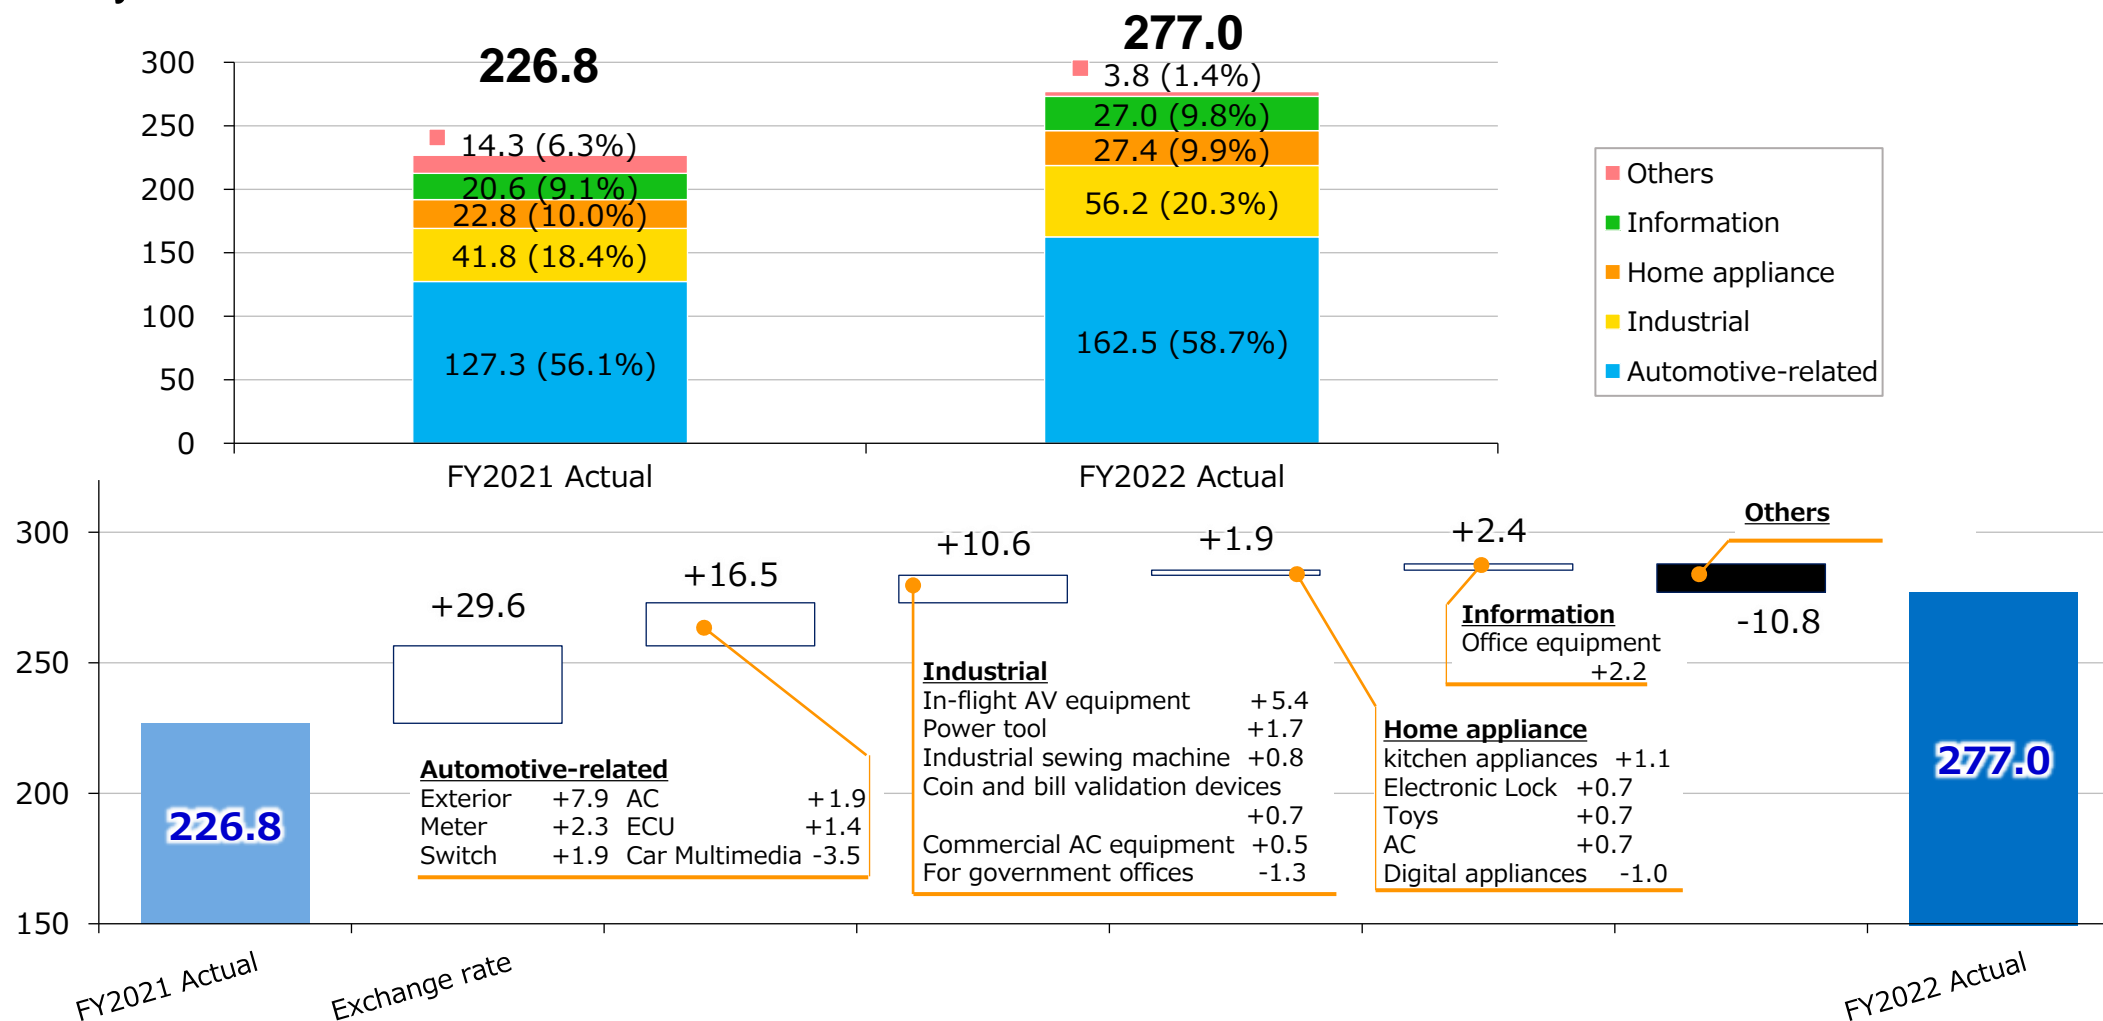 226.8
277.0
300
250
200
150
100
50
0
14.3 (6.3%)
20.6 (9.1%)
22.8 (10.0%)
41.8 (18.4%)
127.3 (56.1%)
3.8 (1.4%)
27.0 (9.8%)
27.4 (9.9%)
56.2 (20.3%)
162.5 (58.7%)
FY2021 Actual
FY2022 Actual
Others
Information
Home appliance
Industrial
Automotive-related
300
250
200
150
226.8
+29.6
+16.5
+10.6
+1.9
+2.4
Others
-10.8
277.0
Automotive-related
Exterior +7.9 AC +1.9
Meter +2.3 ECU +1.4
Switch +1.9 Car Multimedia -3.5
Industrial
In-flight AV equipment +5.4
Power tool +1.7
Industrial sewing machine +0.8
Coin and bill validation devices
+0.7
Commercial AC equipment +0.5
For government offices -1.3
Home appliance
kitchen appliances +1.1
Electronic Lock +0.7
Toys +0.7
AC +0.7
Digital appliances -1.0
Information
Office equipment
+2.2
FY2021 Actual
Exchange rate
FY2022 Actual